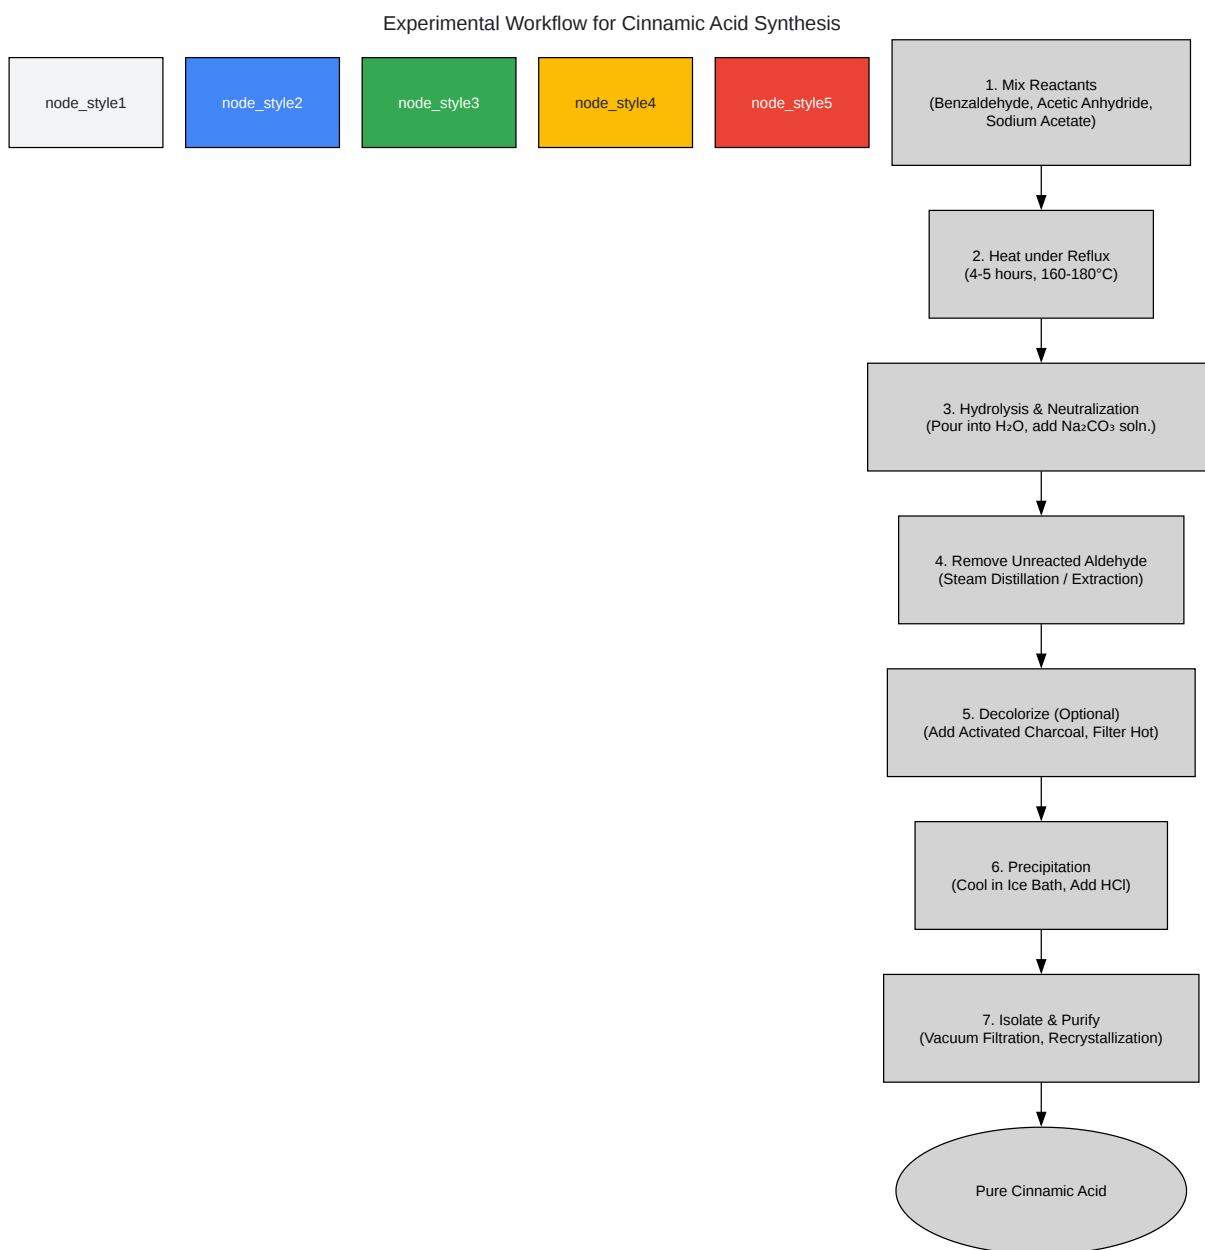 Experimental Workflow for Cinnamic Acid Synthesis
node_style1
node_style2
node_style3
node_style4
node_style5
1. Mix Reactants
(Benzaldehyde, Acetic Anhydride,
Sodium Acetate)
2. Heat under Reflux
(4-5 hours, 160-180°C)
3. Hydrolysis & Neutralization
(Pour into H₂O, add Na₂CO₃ soln.)
4. Remove Unreacted Aldehyde
(Steam Distillation / Extraction)
5. Decolorize (Optional)
(Add Activated Charcoal, Filter Hot)
6. Precipitation
(Cool in Ice Bath, Add HCl)
7. Isolate & Purify
(Vacuum Filtration, Recrystallization)
Pure Cinnamic Acid